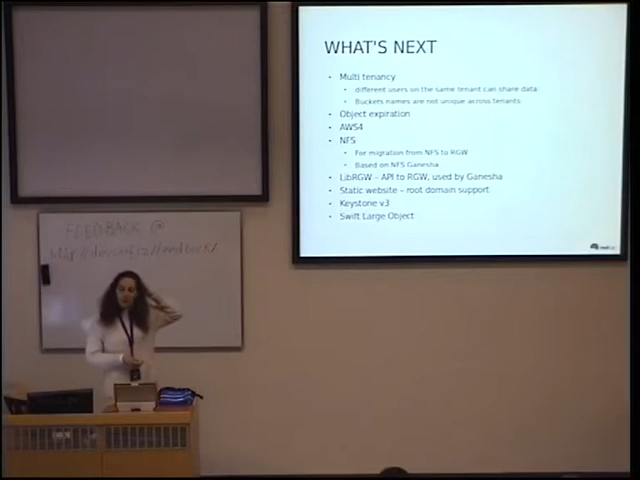 WHAT'S NEXT
Multi tenancy
different users on the same tenant can share data
Buckets names are not unique across tenants
Object expiration
AWS4
NFS
For migration from NFS to RGW
Based on NFS Ganesha
LibRGW – API to RGW, used by Ganesha
Static website – root domain support
Keystone v3
Swift Large Object
FEEDBACK @